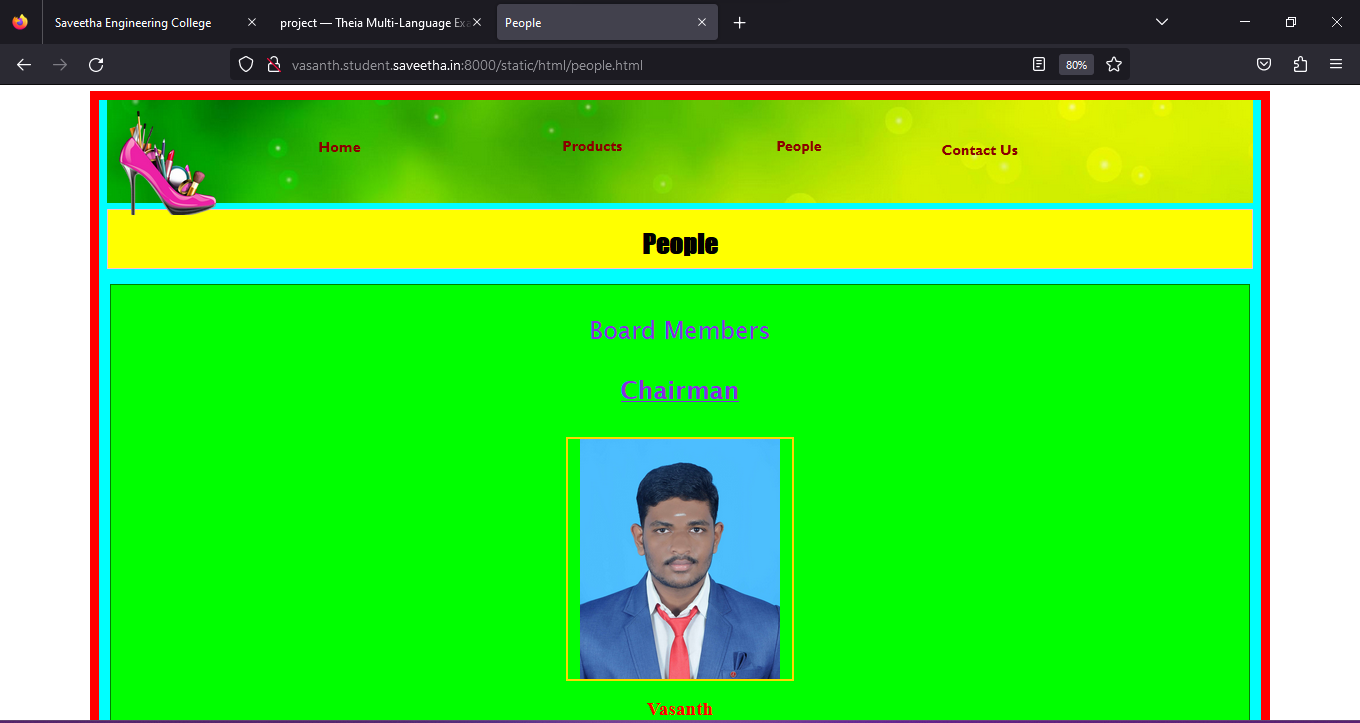 Saveetha Engineering College
project — Theia Multi-Language Exa
People
vasanth.student.saveetha.in:8000/static/html/people.html
80%
Home
Products
People
Contact Us
People
Board Members
Chairman
Vasanth